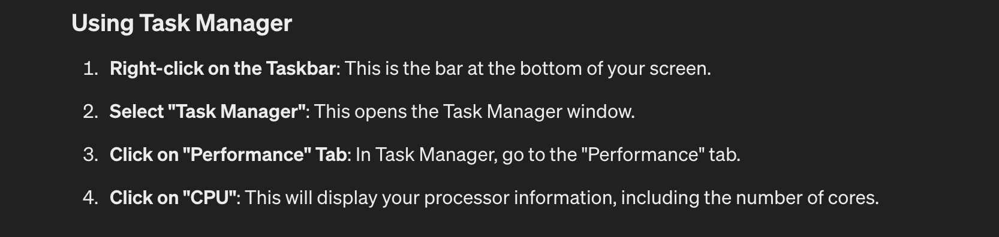 Using Task Manager
1. Right-click on the Taskbar: This is the bar at the bottom of your screen.
2. Select "Task Manager": This opens the Task Manager window.
3. Click on "Performance" Tab: In Task Manager, go to the "Performance" tab.
4. Click on "CPU": This will display your processor information, including the number of cores.